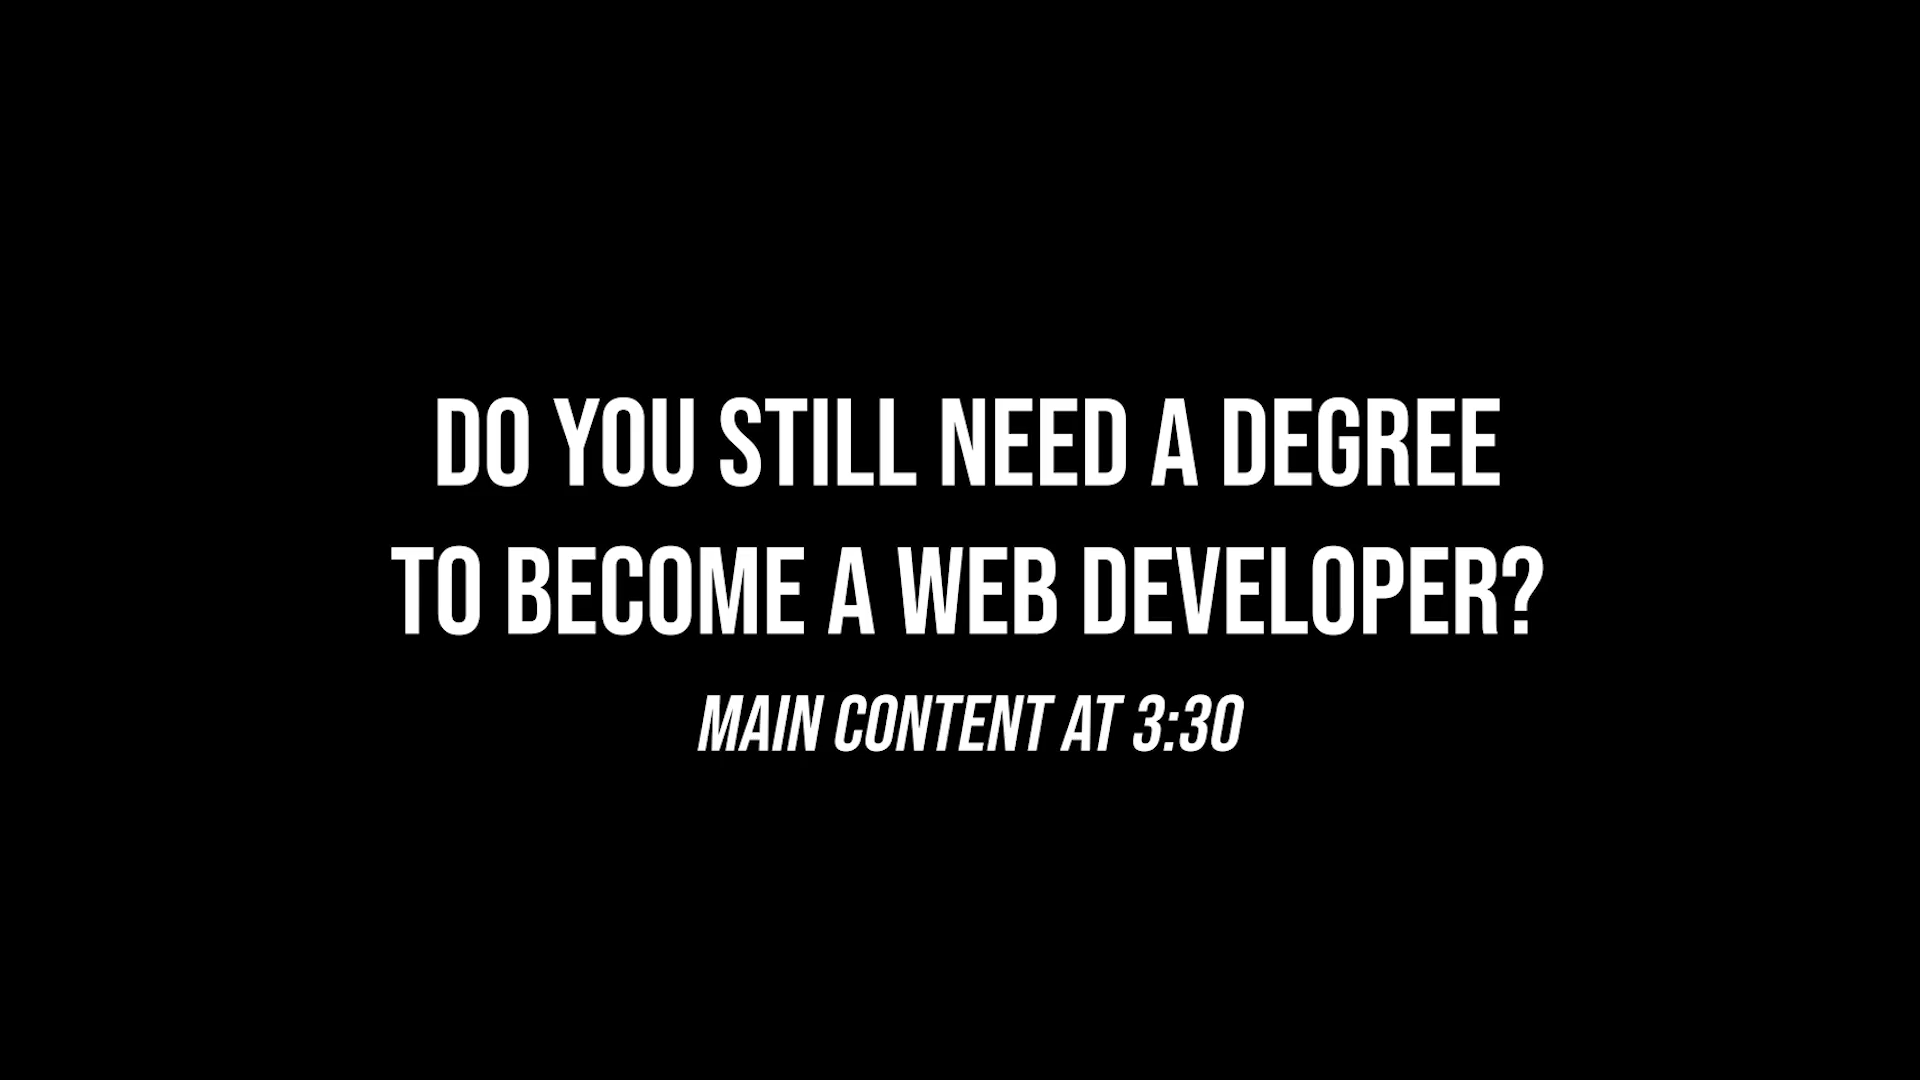 DO YOU STILL NEED A DEGREE
TO BECOME A WEB DEVELOPER?
MAIN CONTENT AT 3:30